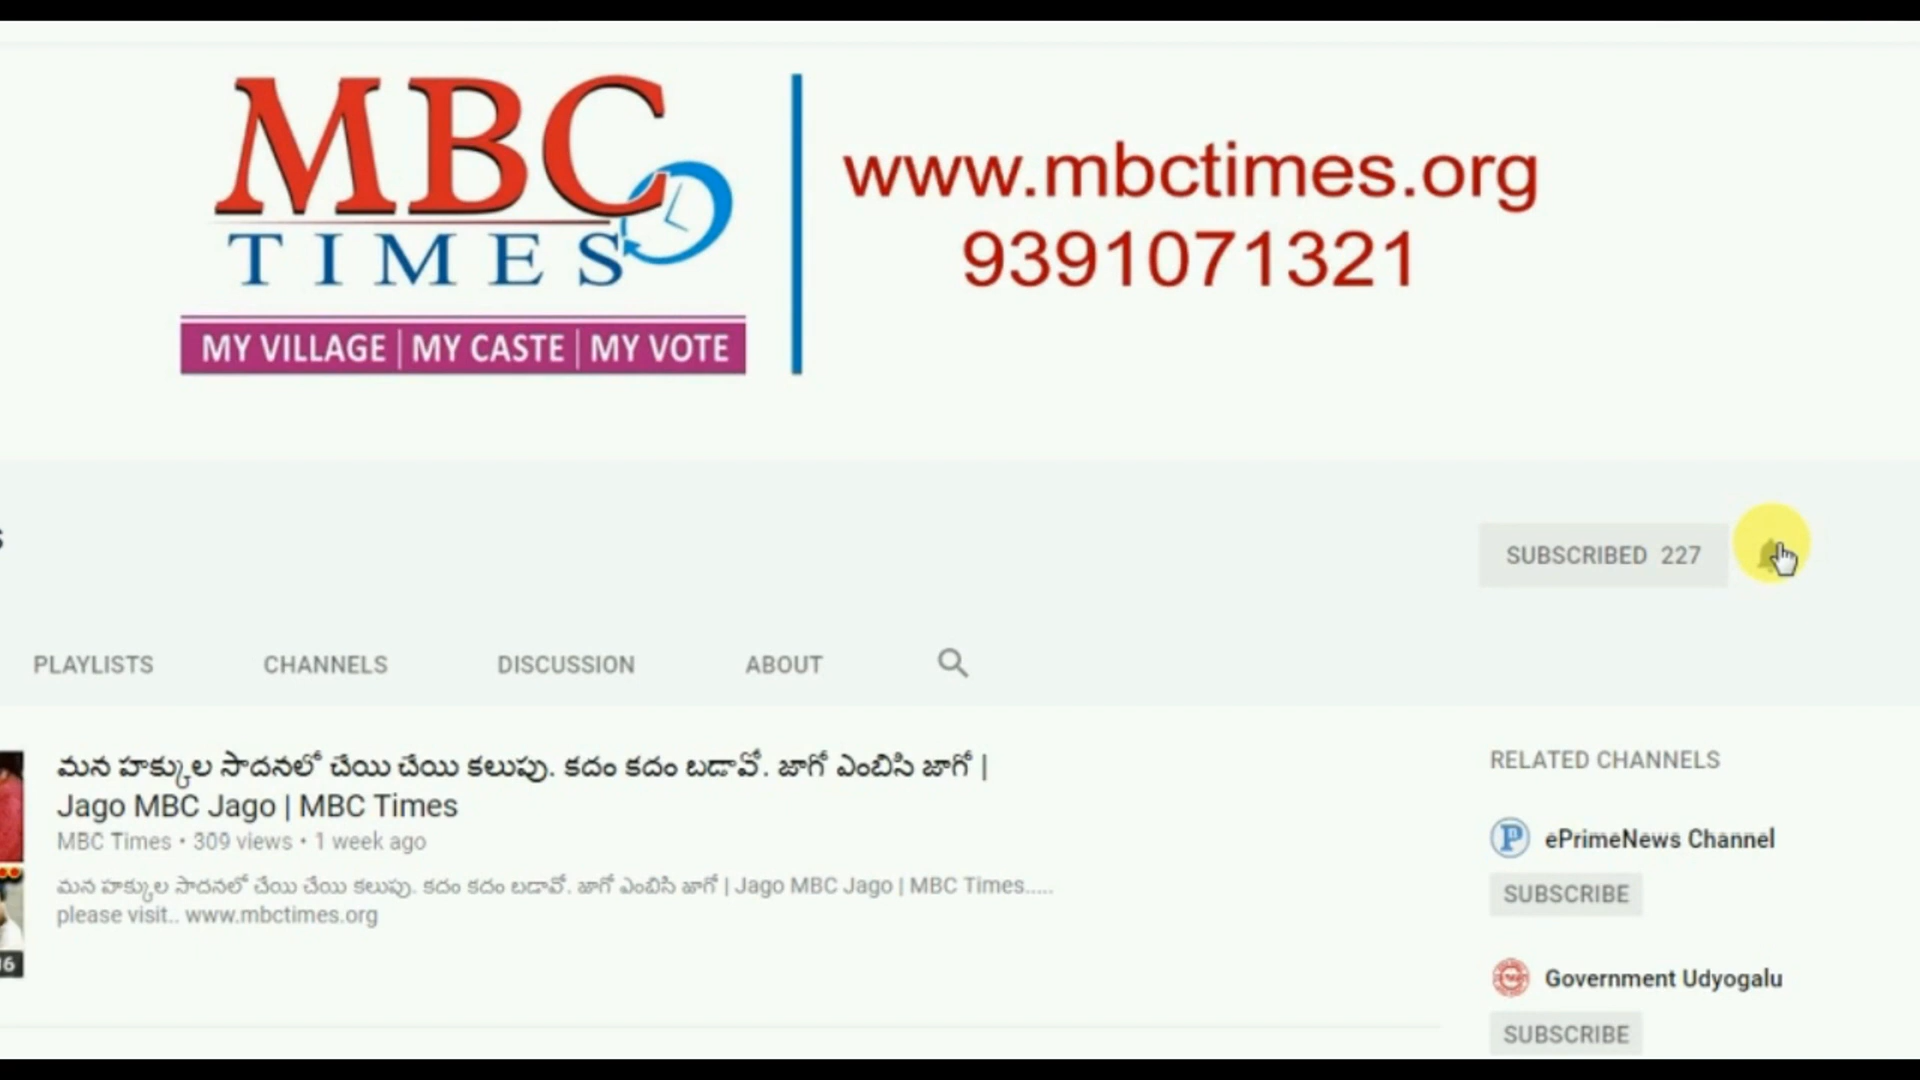 MBC
TIMES
MY VILLAGE | MY CASTE | MY VOTE
www.mbctimes.org
9391071321
SUBSCRIBED 227
PLAYLISTS CHANNELS DISCUSSION ABOUT
మన హక్కుల సాదనలో చేయి చేయి కలుపు. కదం కదం బడావో. జాగో ఎంబిసి జాగో |
Jago MBC Jago | MBC Times
MBC Times • 309 views • 1 week ago
మన హక్కుల సాదనలో చేయి చేయి కలుపు. కదం కదం బడావో. జాగో ఎంబిసి జాగో | Jago MBC Jago | MBC Times.....
please visit.. www.mbctimes.org
RELATED CHANNELS
ePrimeNews Channel
SUBSCRIBE
Government Udyogalu
SUBSCRIBE